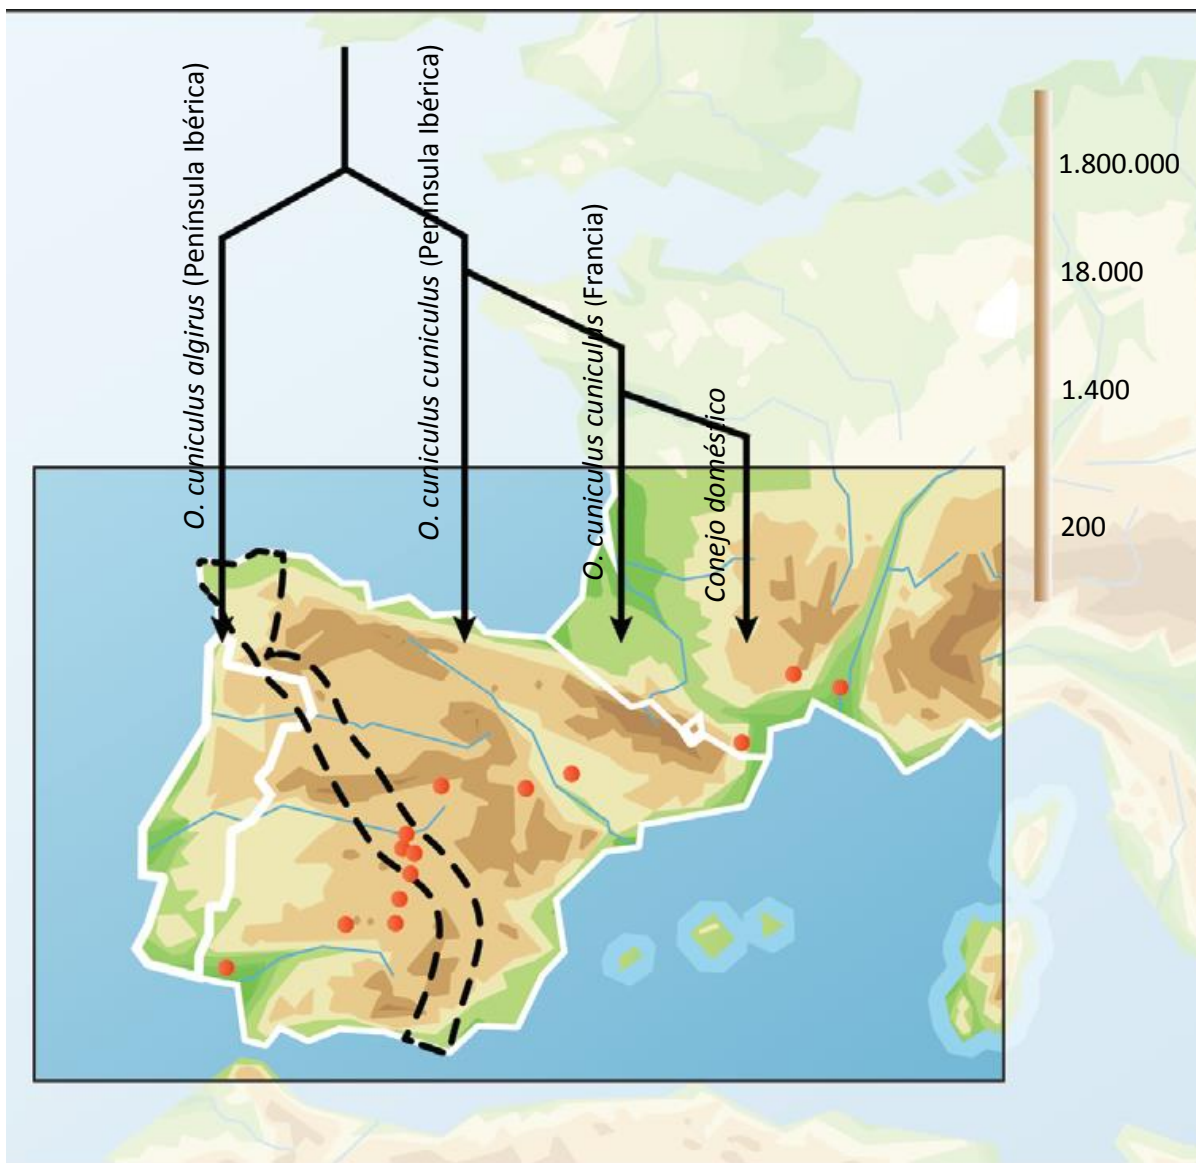 O. cuniculus algirus (Península Ibérica)
O. cuniculus cuniculus (Península Ibérica)
O. cuniculus cuniculus (Francia)
Conejo doméstico
1.800.000
18.000
1.400
200